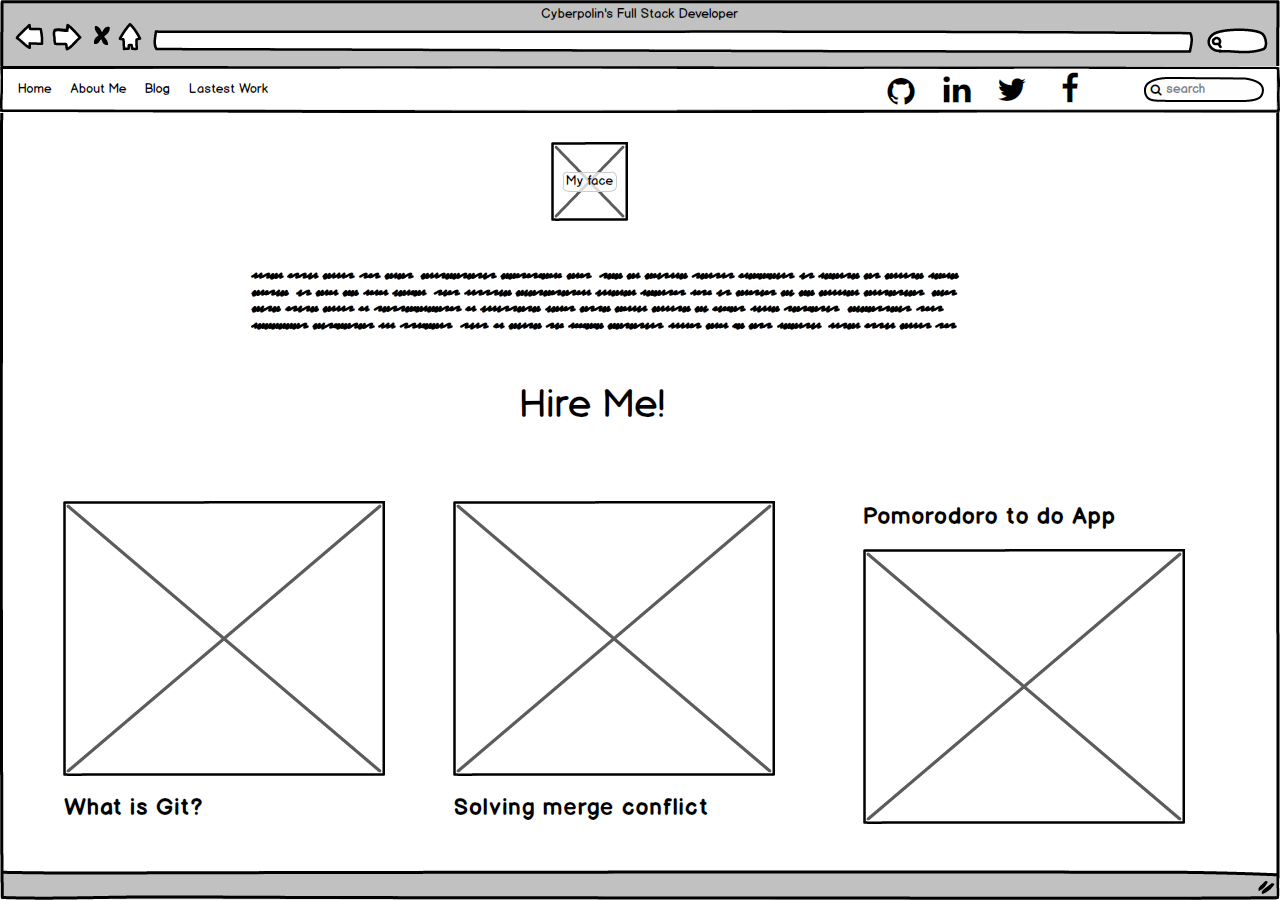 Cyberpolin's Full Stack Developer
Home About Me Blog Lastest Work
in
f
search
My face
Hire Me!
Pomorodoro to do App
What is Git?
Solving merge conflict